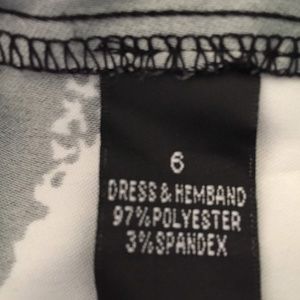 6
DRESS & HEMBAND
97% POLYESTER
3% SPANDEX